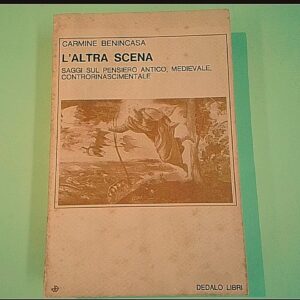 CARMINE BENINCASA
L'ALTRA SCENA
SAGGI SUL PENSIERO ANTICO, MEDIEVALE,
CONTRORINASCIMENTALE
DEDALO LIBRI